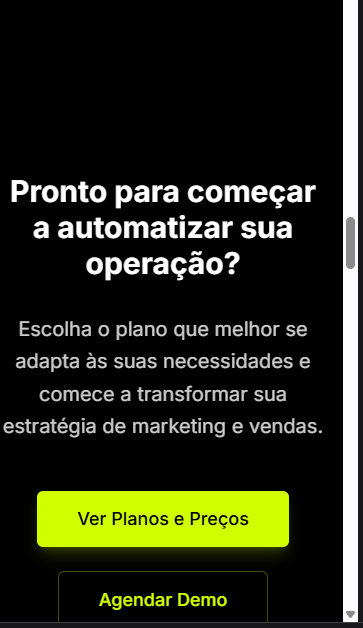 Pronto para começar
a automatizar sua
operação?
Escolha o plano que melhor se
adapta às suas necessidades e
comece a transformar sua
estratégia de marketing e vendas.
Ver Planos e Preços
Agendar Demo